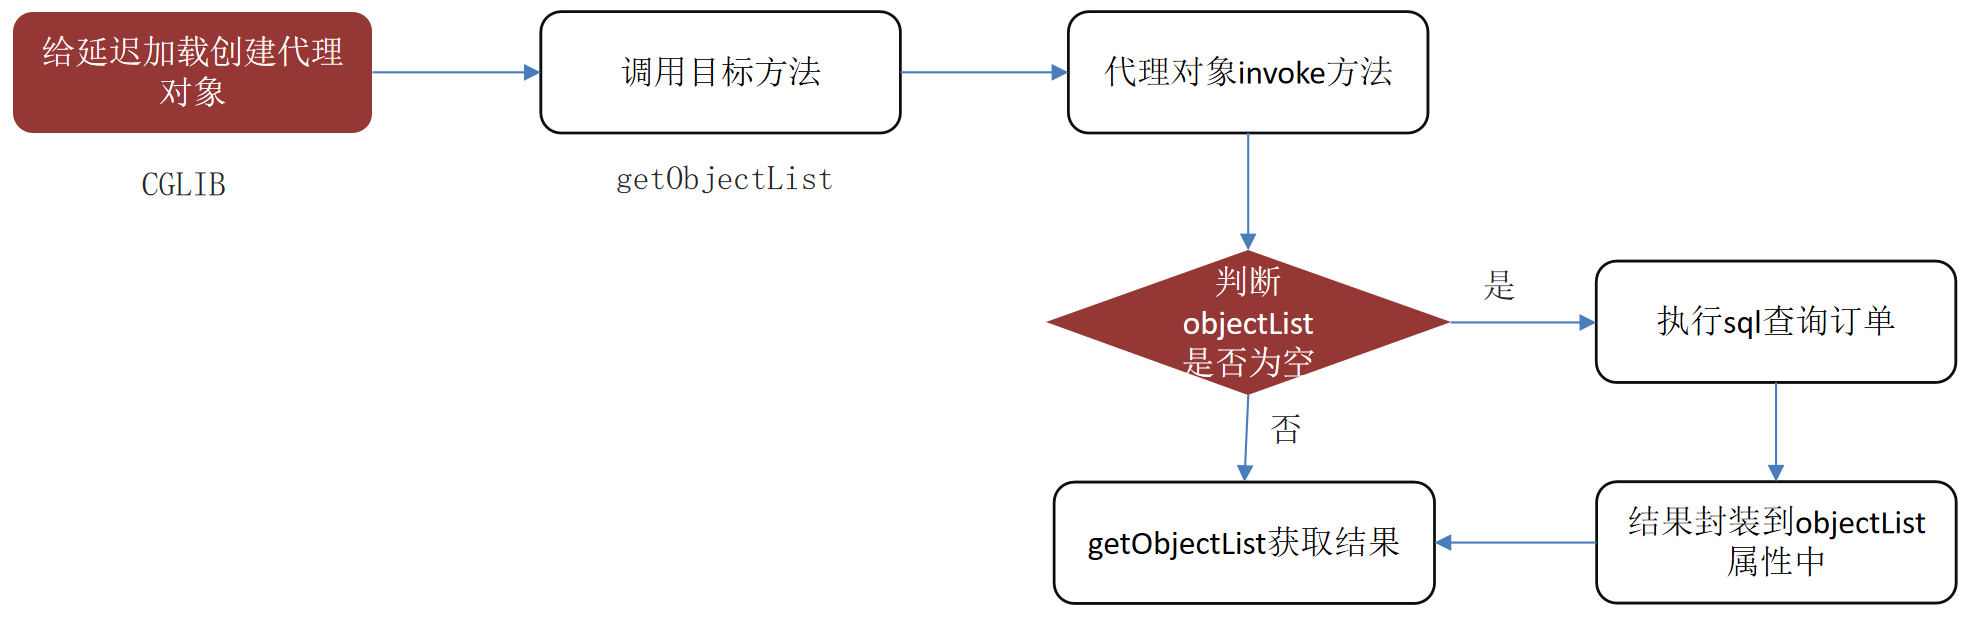 给延迟加载创建代理
对象
调用目标方法
代理对象invoke方法
CGLIB
getObjectList
判断
objectList
是否为空
是
执行sql查询订单
否
getObjectList获取结果
结果封装到objectList
属性中